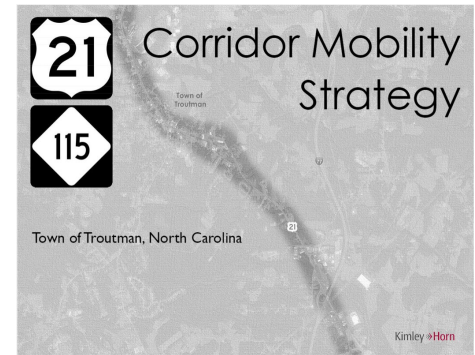 21
115
Corridor Mobility
Strategy
Town of
Troutman
21
Town of Troutman, North Carolina
Kimley»Horn